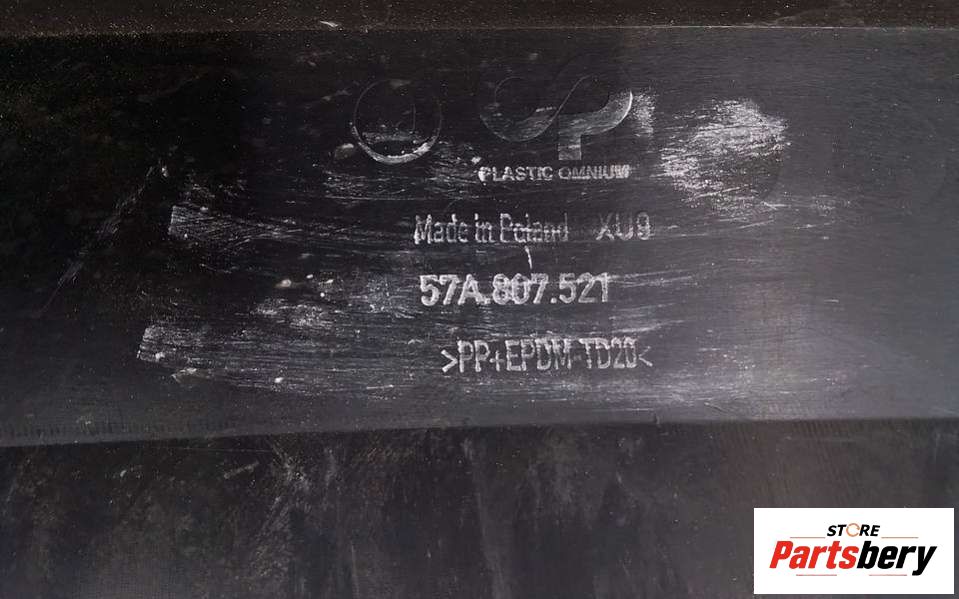 PLASTIC OMNIUM
Made in Poland XU9
57A.807.521
>PP+EPDM-TD20<
STORE
Partsbery